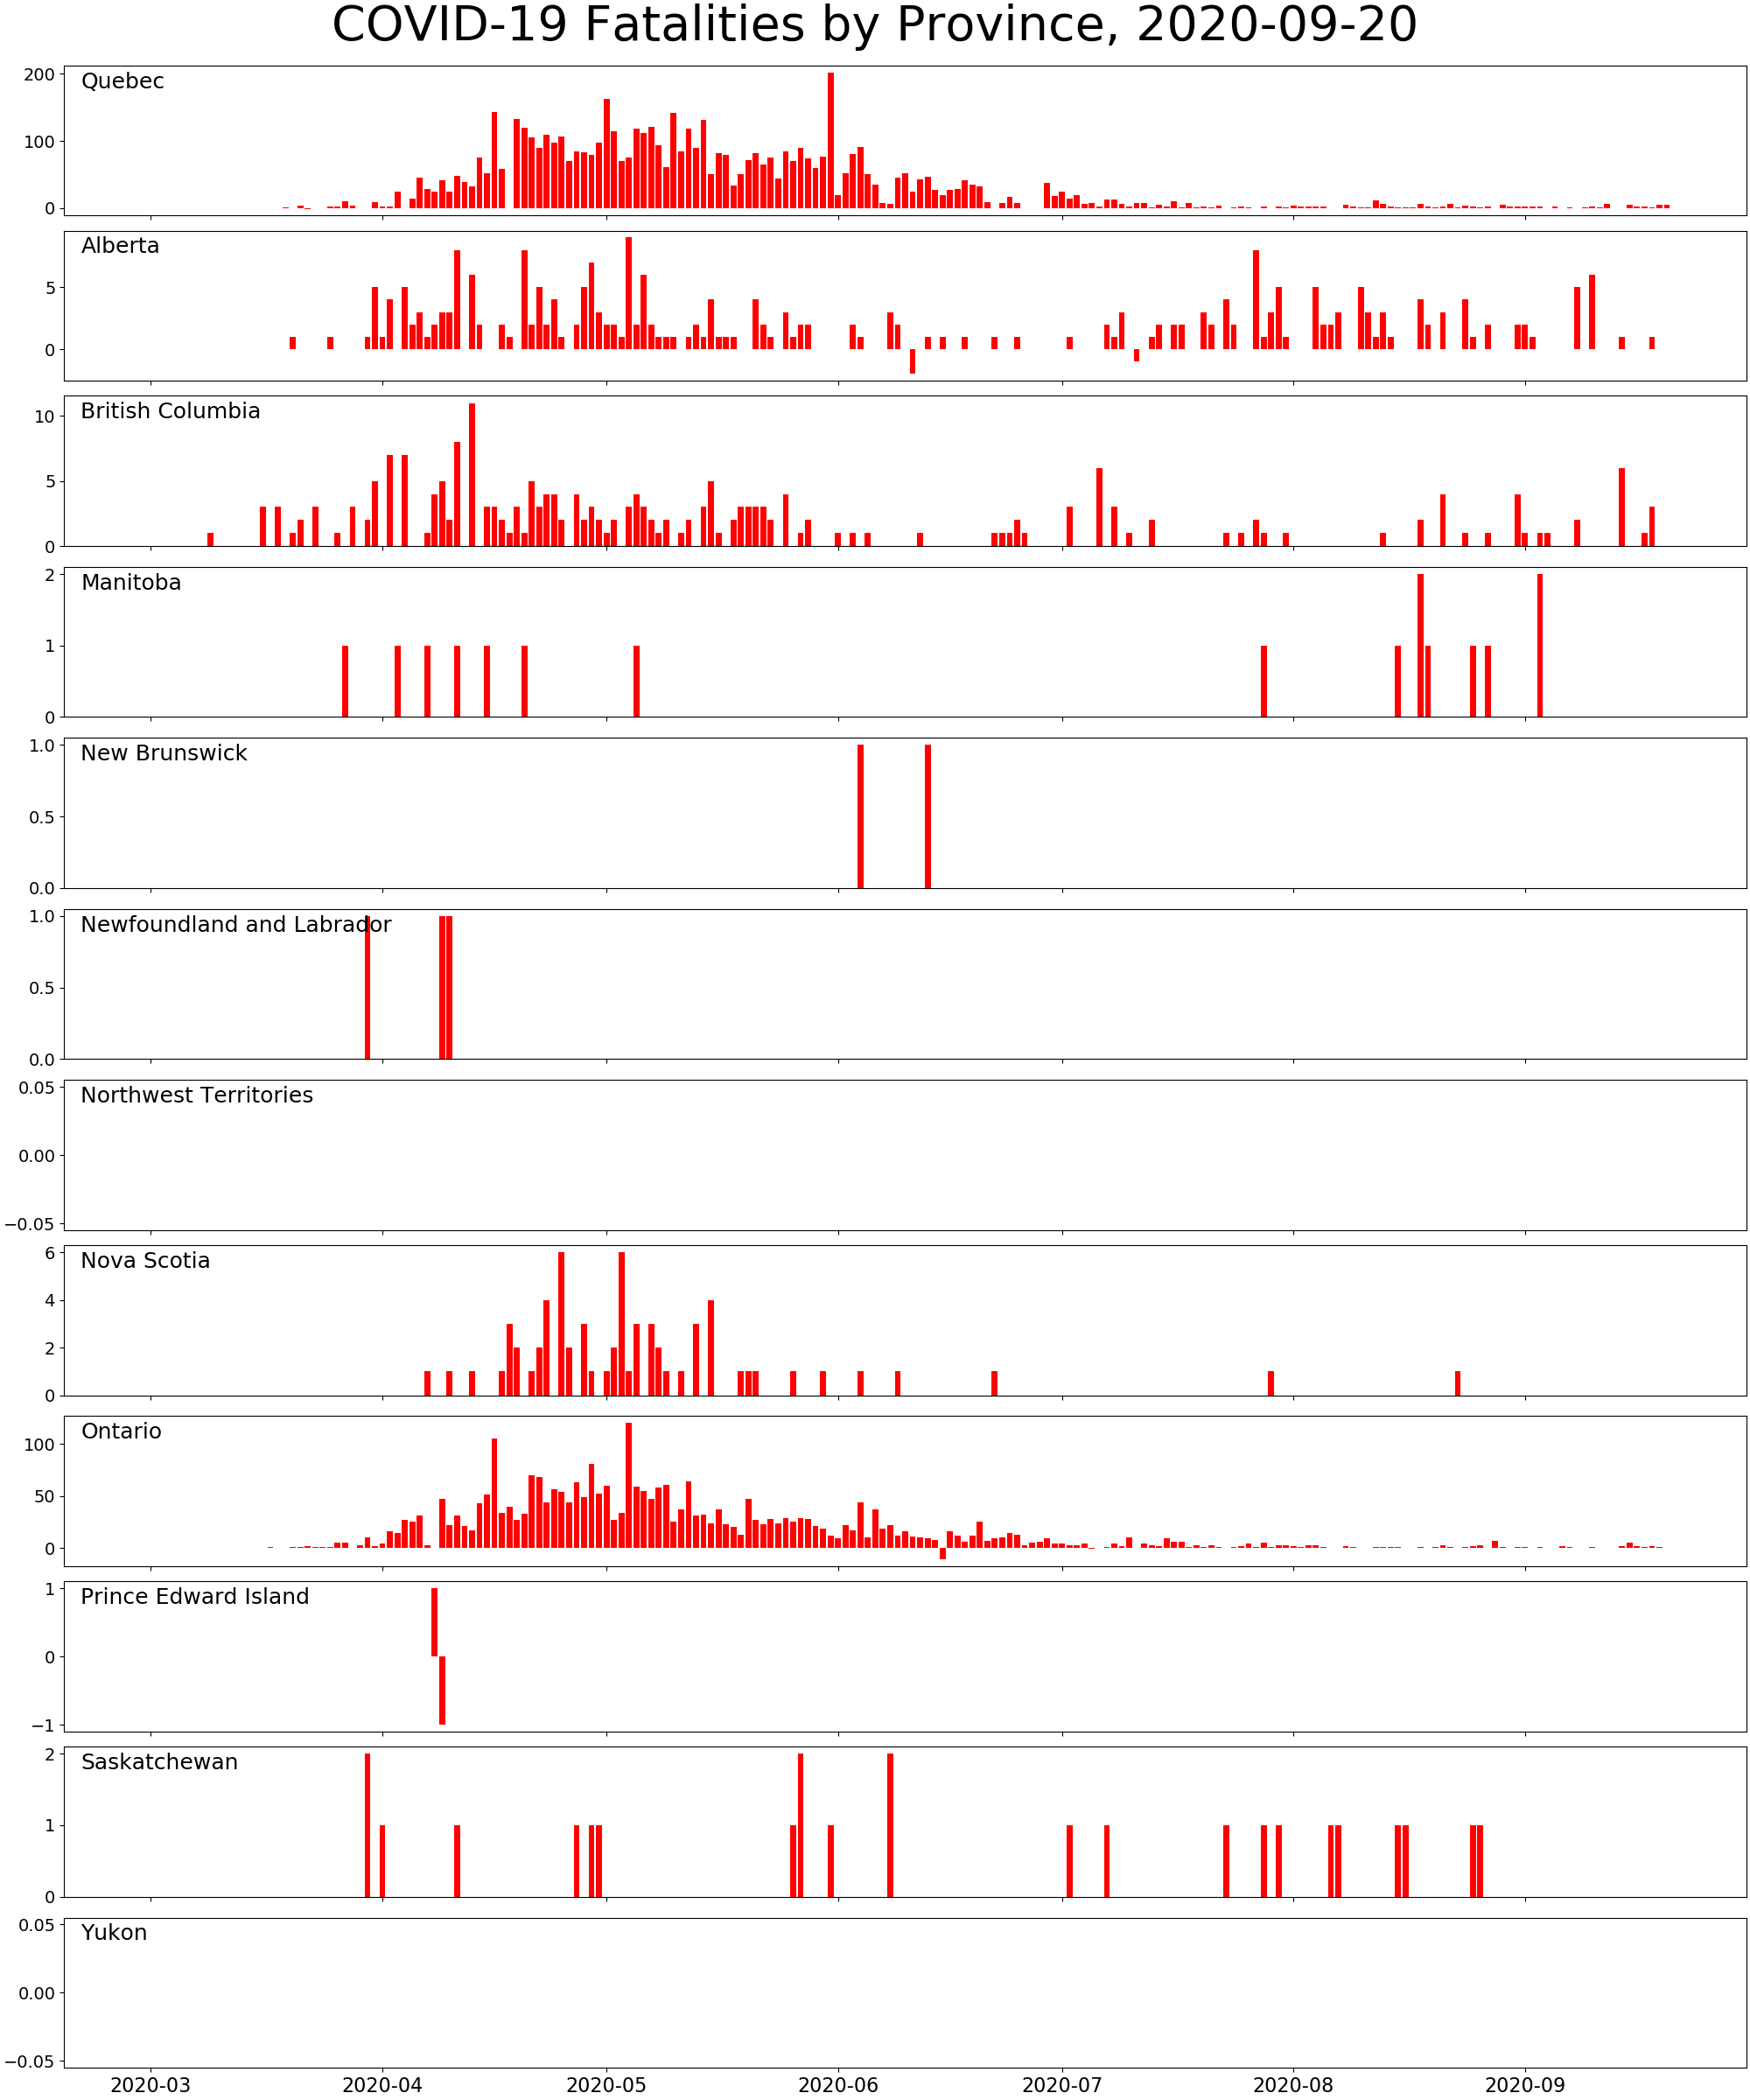 COVID-19 Fatalities by Province, 2020-09-20
Quebec
200
100
0
Alberta
5
0
British Columbia
10
5
0
Manitoba
2
1
0
New Brunswick
1.0
0.5
0.0
Newfoundland and Labrador
1.0
0.5
0.0
Northwest Territories
0.05
0.00
−0.05
Nova Scotia
6
4
2
0
Ontario
100
50
0
Prince Edward Island
1
0
−1
Saskatchewan
2
1
0
Yukon
0.05
0.00
−0.05
2020-03 2020-04 2020-05 2020-06 2020-07 2020-08 2020-09